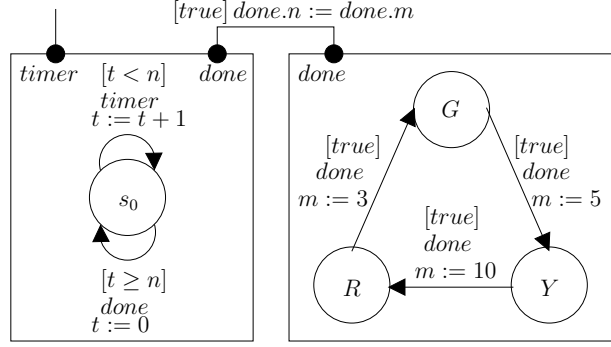 [true] done.n := done.m
timer
[t < n]
timer
t := t + 1
done
s0
[t ≥ n]
done
t := 0
done
G
[true]
done
m := 3
[true]
done
m := 5
[true]
done
m := 10
R
Y